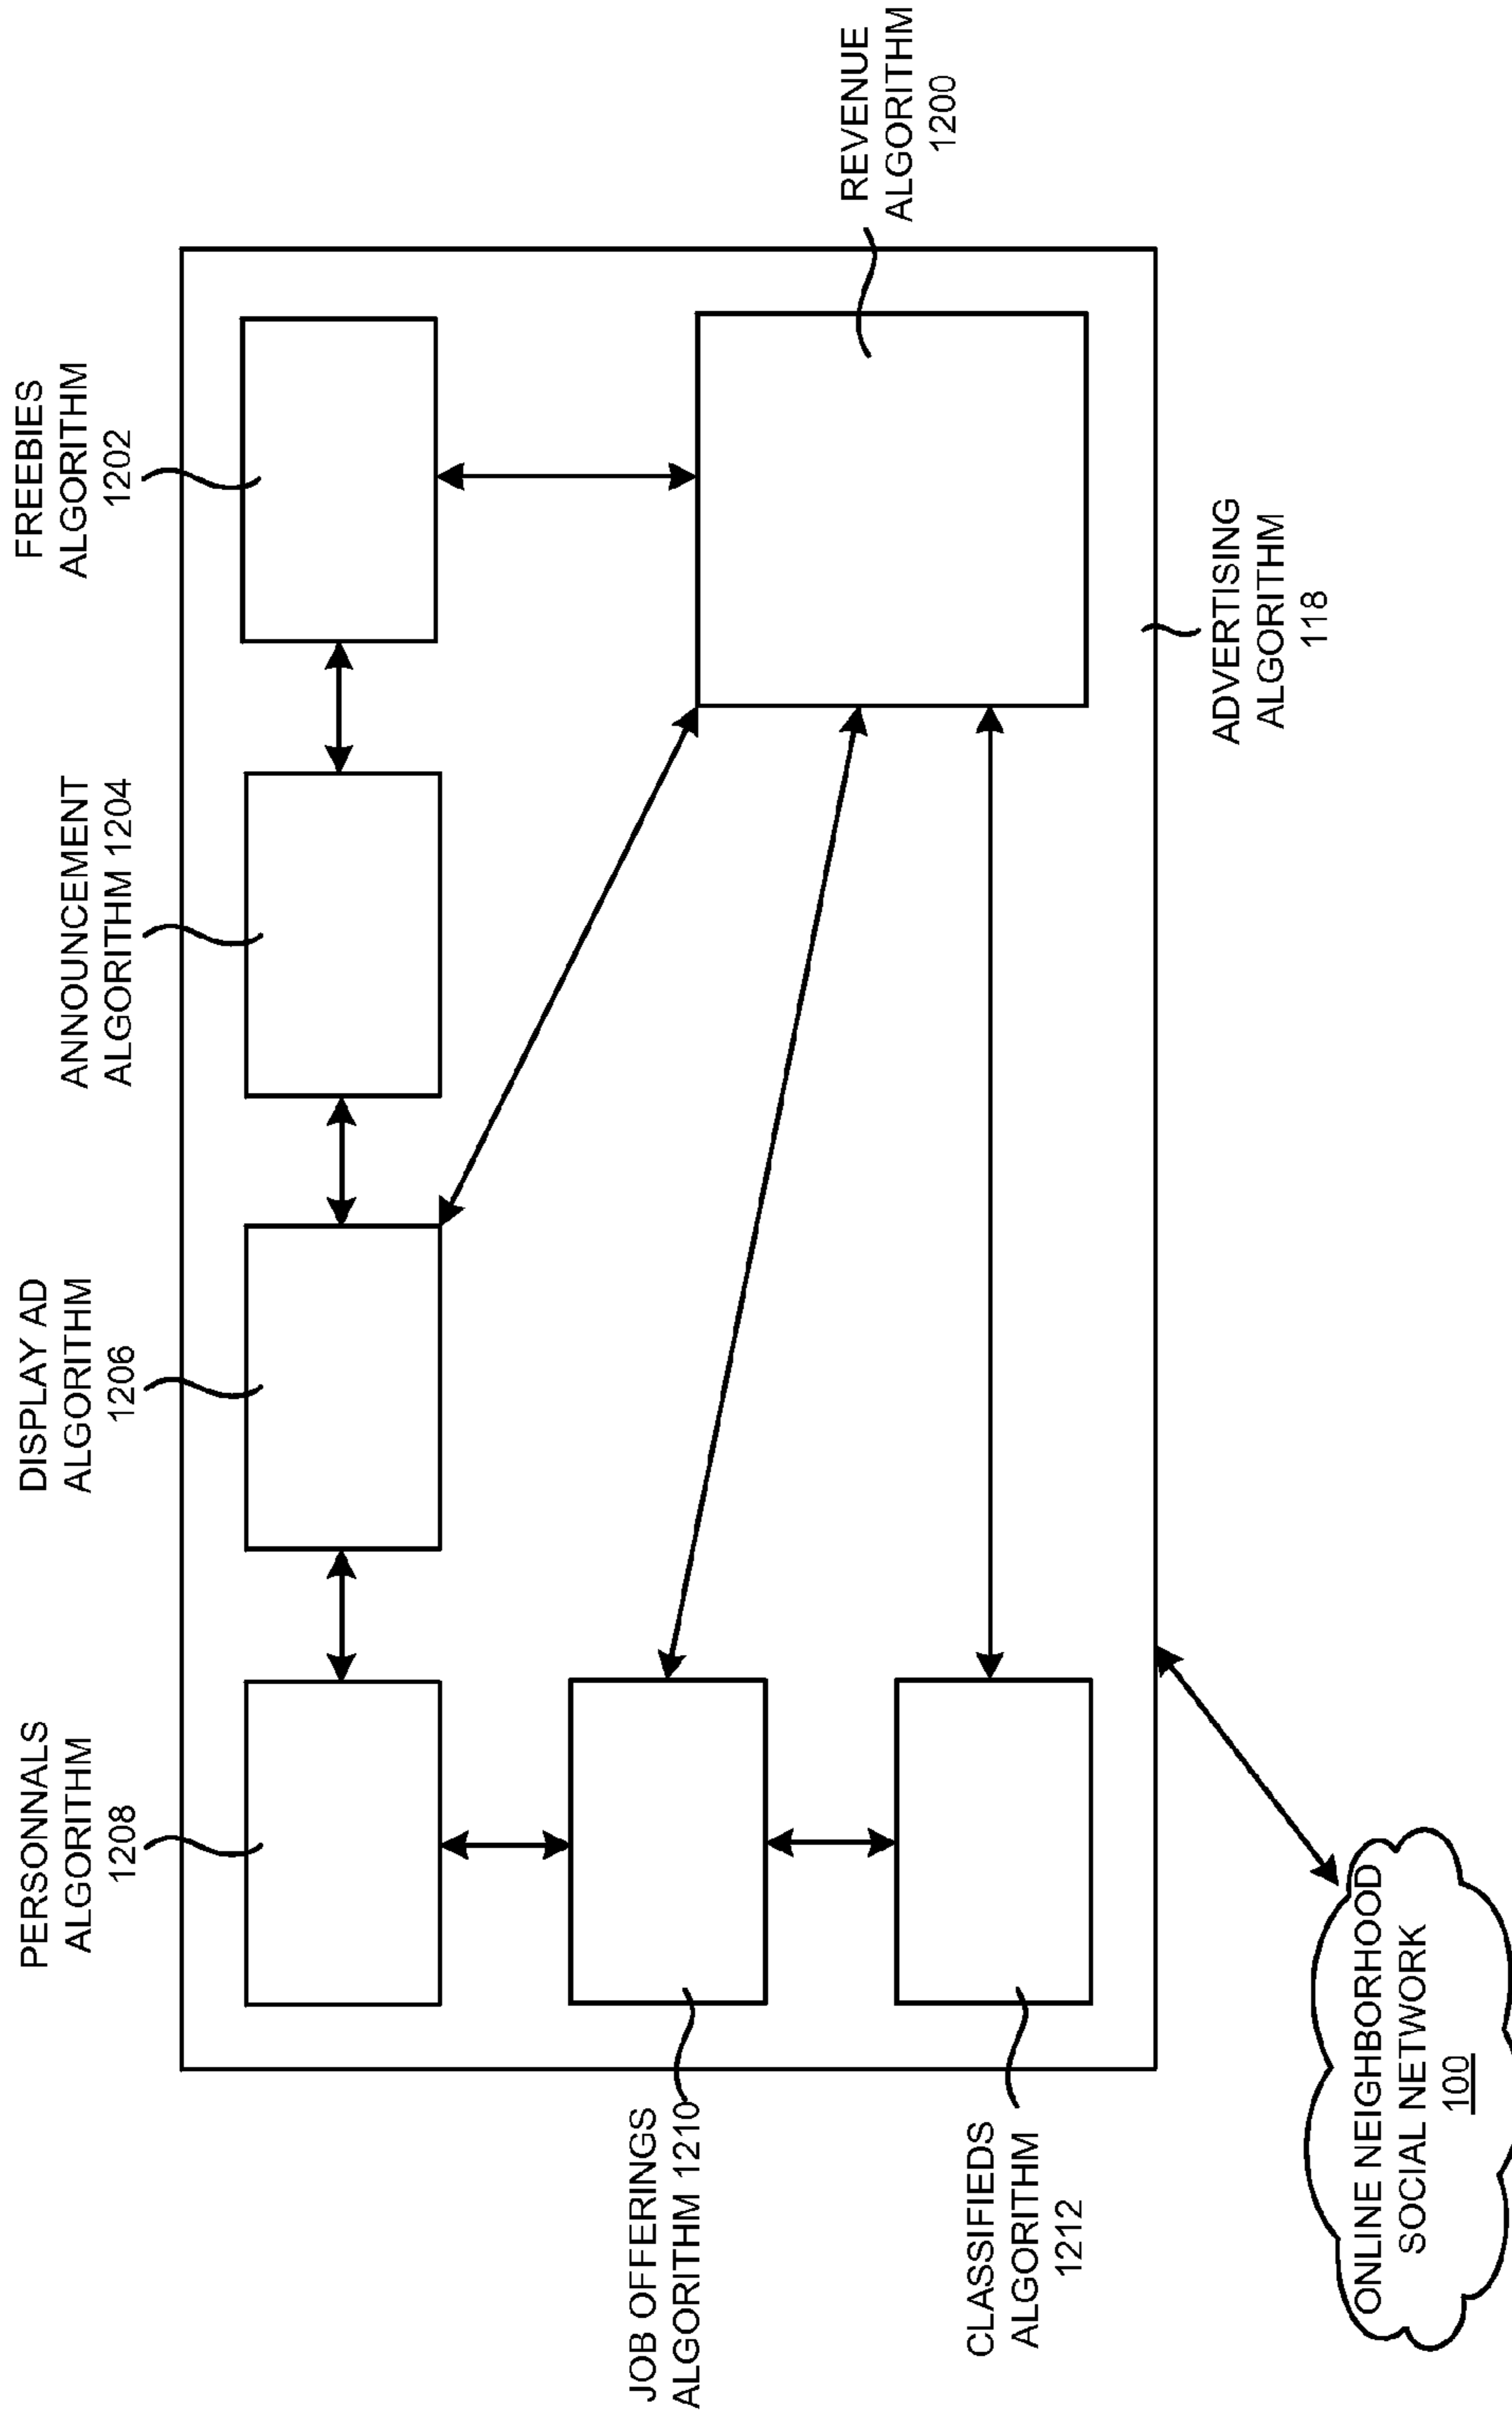 PERSONNALS
ALGORITHM
1208
DISPLAY AD
ALGORITHM
1206
ANNOUNCEMENT
ALGORITHM 1204
FREEBIES
ALGORITHM
1202
JOB OFFERINGS
ALGORITHM 1210
CLASSIFIEDS
ALGORITHM
1212
REVENUE
ALGORITHM
1200
ADVERTISING
ALGORITHM
118
ONLINE NEIGHBORHOOD
SOCIAL NETWORK
100